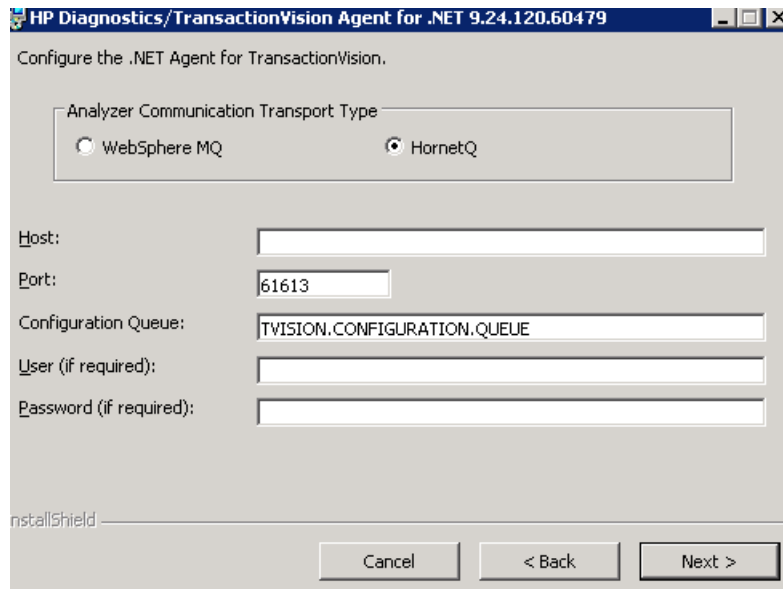 HP Diagnostics/TransactionVision Agent for .NET 9.24.120.60479
Configure the .NET Agent for TransactionVision.
Analyzer Communication Transport Type
WebSphere MQ HornetQ
Host:
Port: 61613
Configuration Queue: TVISION.CONFIGURATION.QUEUE
User (if required):
Password (if required):
nstallShield
Cancel < Back Next >